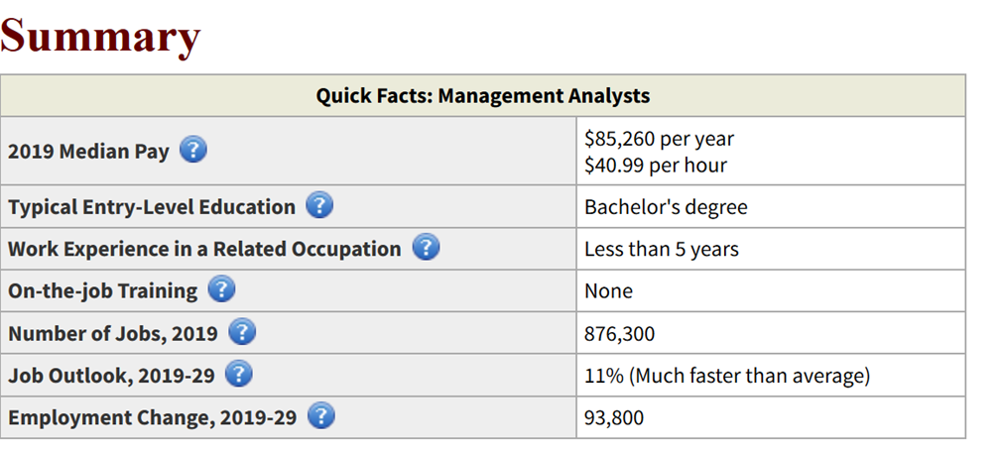 Summary
Quick Facts: Management Analysts
2019 Median Pay ?
$85,260 per year
$40.99 per hour
Typical Entry-Level Education ?
Bachelor's degree
Work Experience in a Related Occupation ?
Less than 5 years
On-the-job Training ?
None
Number of Jobs, 2019 ?
876,300
Job Outlook, 2019-29 ?
11% (Much faster than average)
Employment Change, 2019-29 ?
93,800